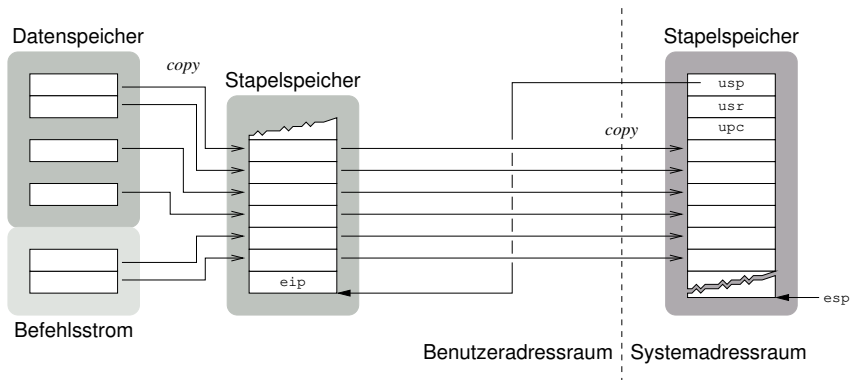 Datenspeicher
copy
Stapelspeicher
eip
Befehlsstrom
copy
Stapelspeicher
usp
usr
upc
esp
Benutzeradressraum
Systemadressraum